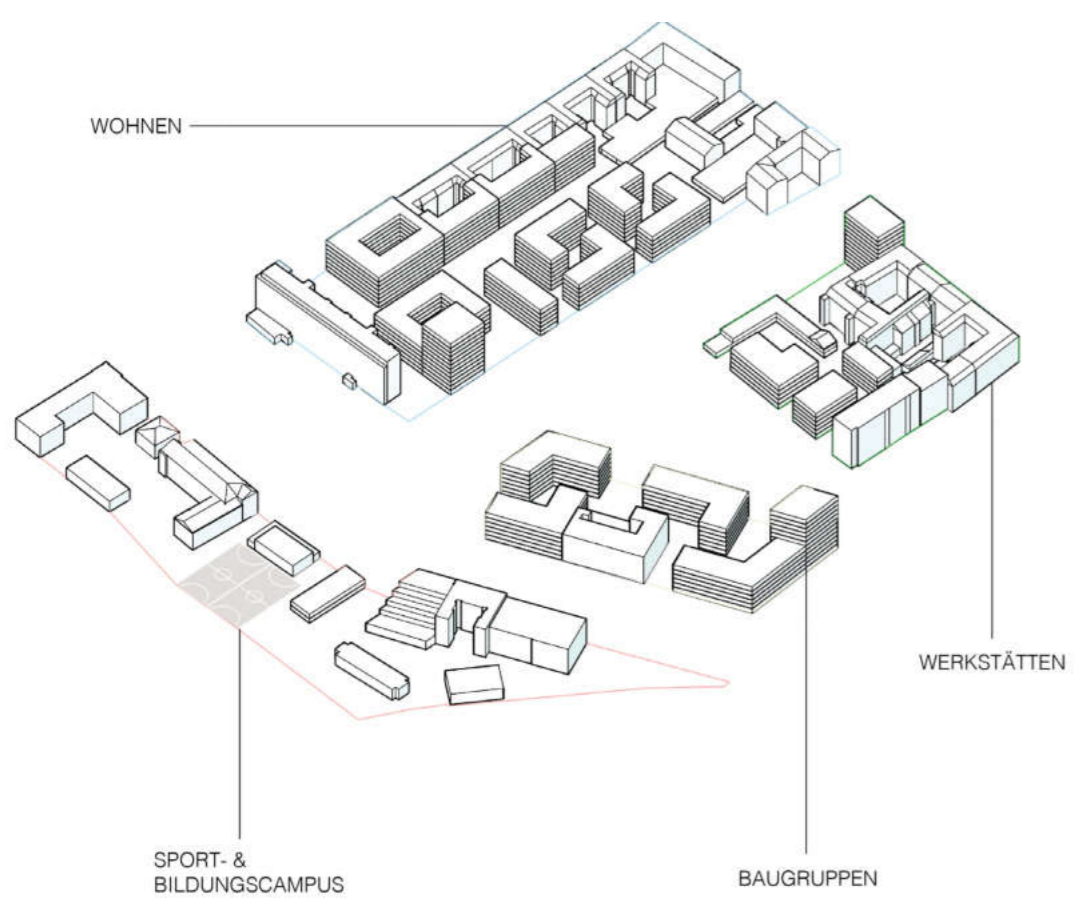 WOHNEN
WERKSTÄTTEN
SPORT- &
BILDUNGSCAMPUS
BAUGRUPPEN